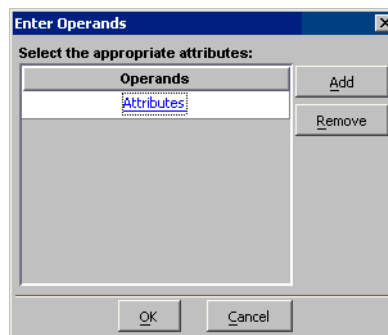 Enter Operands
Select the appropriate attributes:
Operands
Attributes
Add
Remove
OK
Cancel